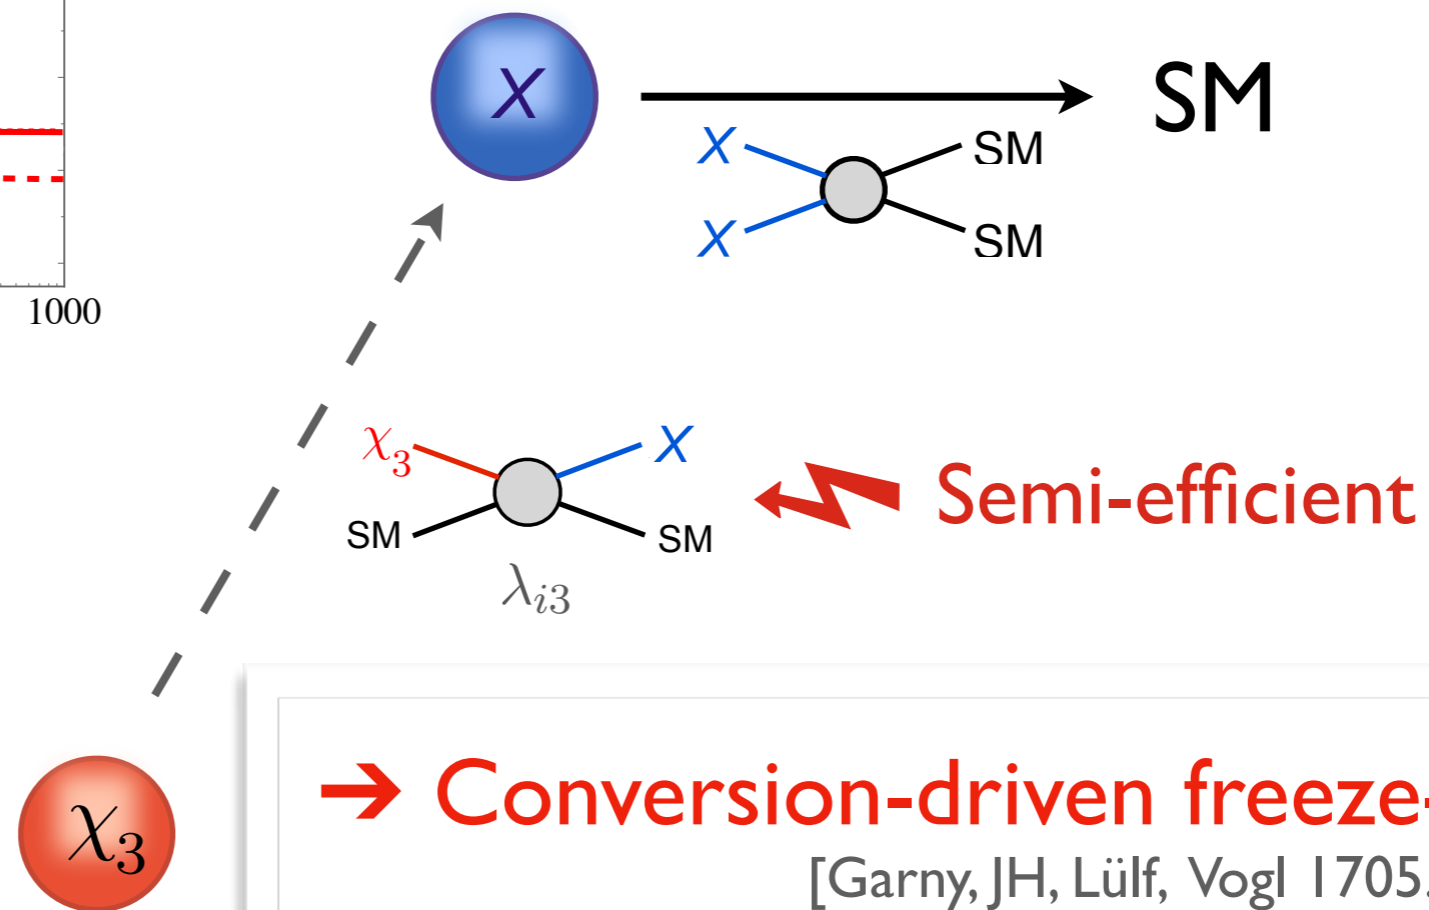 X
SM
X SM
X SM
1000
χ₃ X
Semi-efficient
SM SM
λᵢ₃
➔ Conversion-driven freeze-
χ₃
[Garny, JH, Lülf, Vogl 1705.